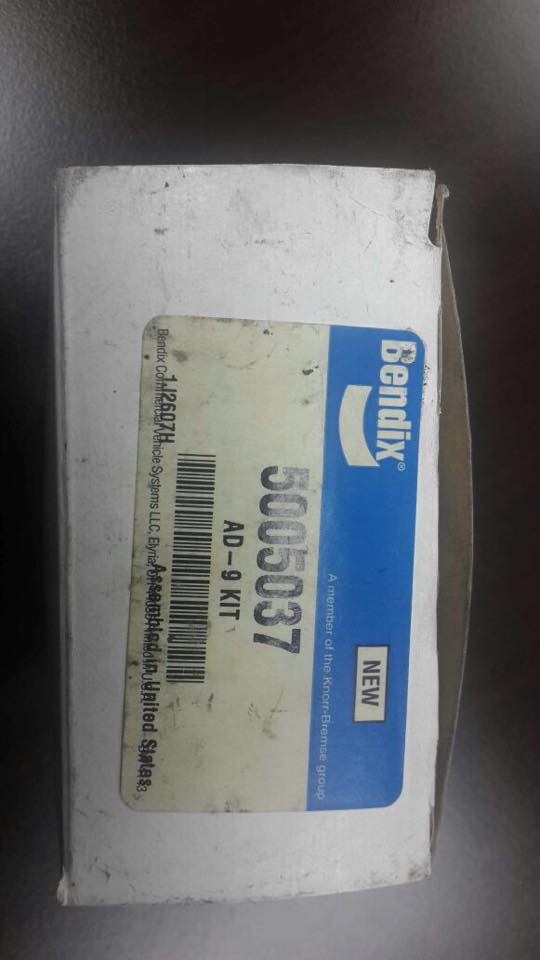 Bendix®
NEW
A member of the Knorr-Bremse group
5005037
AD-9 KIT
1J2607H
Bendix Commercial Vehicle Systems LLC, Elyria,
Assembled in United States